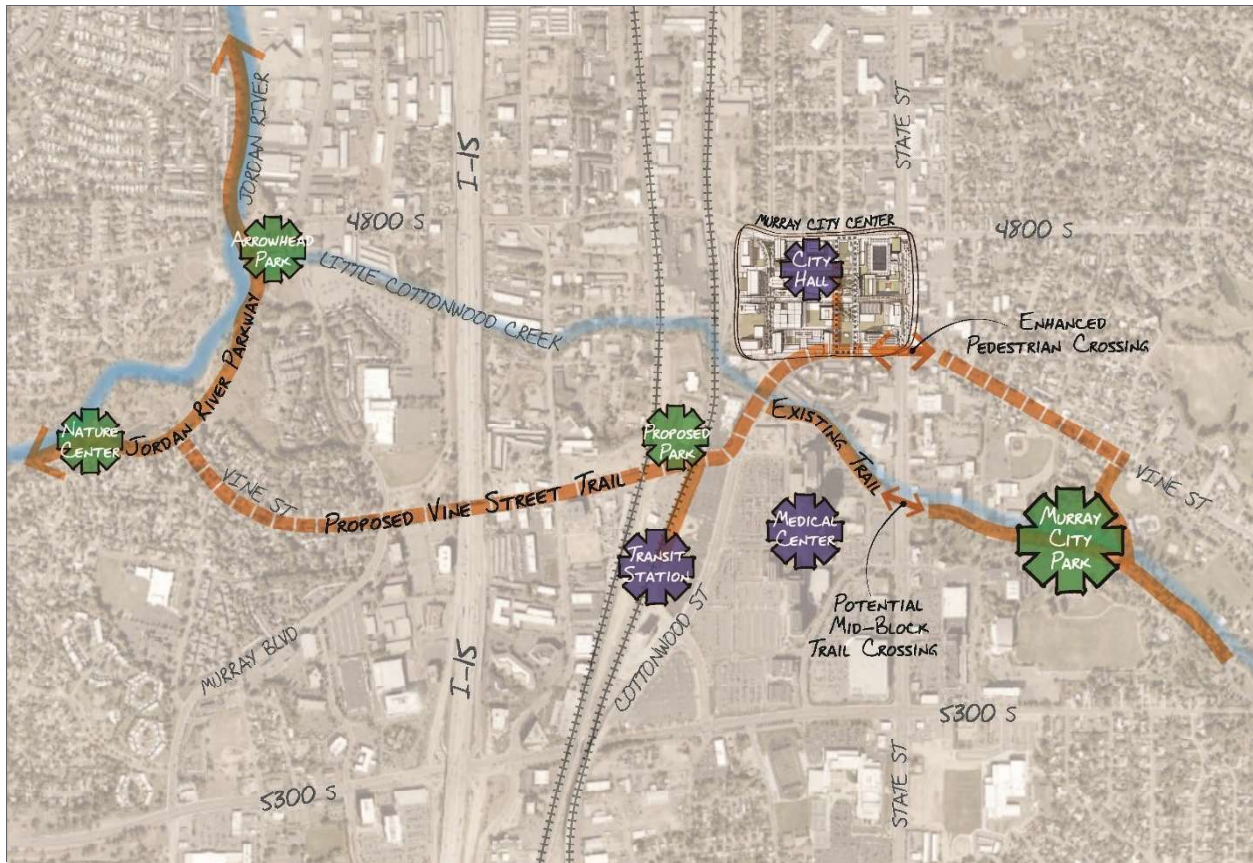 JORDAN RIVER
I-15
STATE ST
4800 S
ARROWHEAD
PARK
LITTLE COTTONWOOD CREEK
MURRAY CITY CENTER
CITY
HALL
4800 S
ENHANCED
PEDESTRIAN CROSSING
JORDAN RIVER PARKWAY
NATURE
CENTER
VINE ST
PROPOSED VINE STREET TRAIL
PROPOSED
PARK
EXISTING TRAIL
VINE ST
MURRAY
CITY
PARK
MEDICAL
CENTER
TRANSIT
STATION
POTENTIAL
MID-BLOCK
TRAIL CROSSING
MURRAY BLVD
I-15
COTTONWOOD ST
5300 S
STATE ST
5300 S